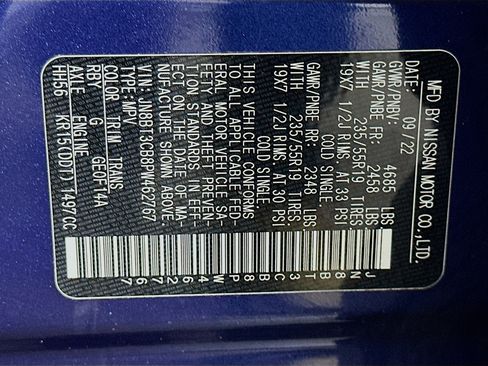 MFD BY NISSAN MOTOR CO.,LTD.
09/22
GVWR/PNBV: 4685 LBS
GAWR/PNBE FR: 2458 LBS
235/55R19 TIRES
19X7 1/2J RIMS, AT 33 PSI
COLD SINGLE.
GAWR/PNBE RR: 2348 LBS
235/55R19 TIRES
19X7 1/2J RIMS, AT 30 PSI
COLD SINGLE.
THIS VEHICLE CONFORMS
TO ALL APPLICABLE FED-
ERAL MOTOR VEHICLE SA-
FETY AND THEFT PREVEN-
TION STANDARDS IN EFF-
ECT ON THE DATE OF MA-
NUFACTURE SHOWN ABOVE.
VIN: JN8BT3CB8PW462767
TYPE:MPV
JN8BT3CB8PW462767
COLOR TRIM TRANS
RBY G GE0F14A
AXLE ENGINE
HH56 KR15(DDT) 1497CC